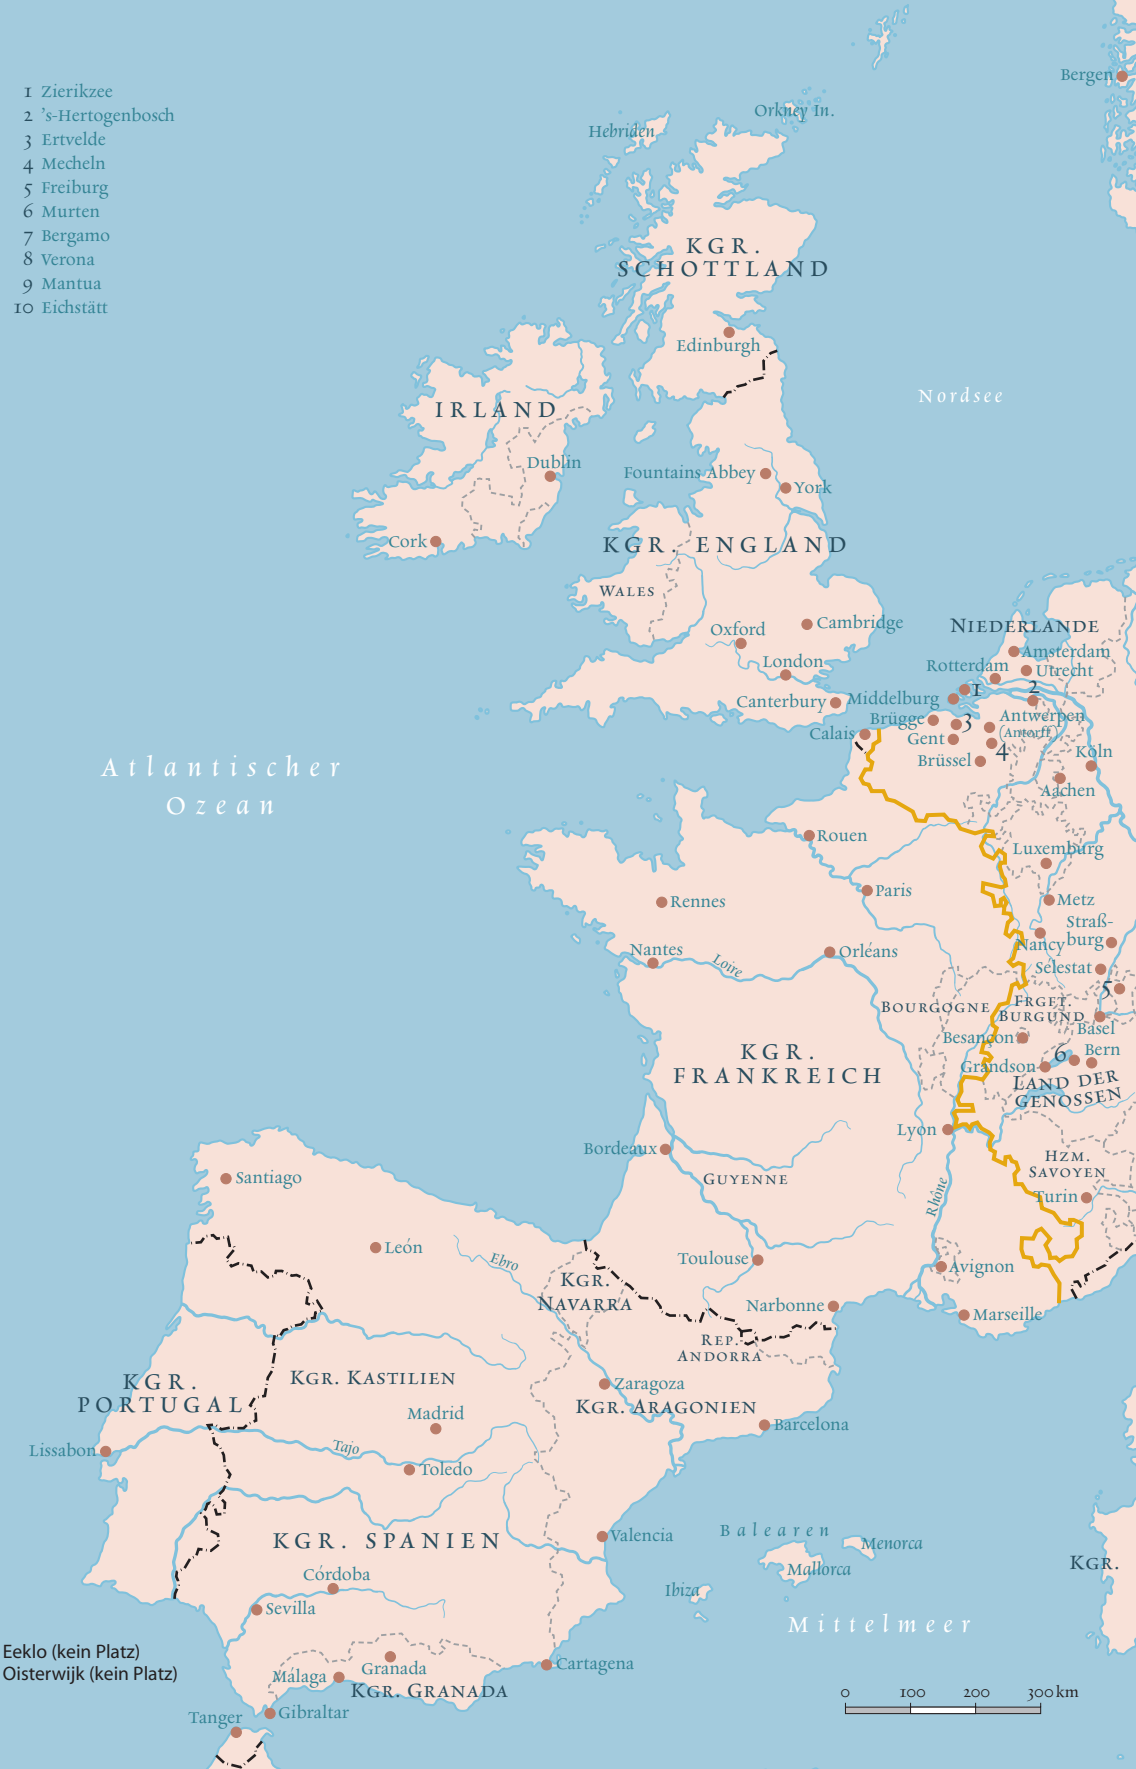 1 Zierikzee
2 's-Hertogenbosch
3 Ertvelde
4 Mecheln
5 Freiburg
6 Murten
7 Bergamo
8 Verona
9 Mantua
10 Eichstätt
Bergen
Orkney In.
Hebriden
KGR.
SCHOTTLAND
Edinburgh
Nordsee
IRLAND
Dublin
Fountains Abbey
York
Cork
KGR. ENGLAND
WALES
Oxford
Cambridge
London
Canterbury
NIEDERLANDE
Amsterdam
Rotterdam
Utrecht
Middelburg
1
2
Brügge
3
Antwerpen
(Antorff)
Calais
Gent
4
Brüssel
Köln
Aachen
Atlantischer
Ozean
Rouen
Luxemburg
Paris
Metz
Rennes
Straß-
burg
Nancy
Nantes
Loire
Orléans
Selestat
5
BOURGOGNE
FRGFT.
BURGUND
Basel
Besançon
6
Bern
Grandson
KGR.
FRANKREICH
LAND DER
GENOSSEN
Lyon
Bordeaux
GUYENNE
HZM.
SAVOYEN
Turin
Rhône
Santiago
León
Ebro
Toulouse
Avignon
KGR.
NAVARRA
Narbonne
Marseille
REP.
ANDORRA
KGR.
PORTUGAL
KGR. KASTILIEN
Zaragoza
KGR. ARAGONIEN
Madrid
Barcelona
Lissabon
Tajo
Toledo
KGR. SPANIEN
Valencia
Balearen
Menorca
Mallorca
Ibiza
KGR.
Córdoba
Sevilla
Mittelmeer
Eeklo (kein Platz)
Oisterwijk (kein Platz)
Granada
Málaga
Cartagena
KGR. GRANADA
Gibraltar
Tanger
0 100 200 300 km